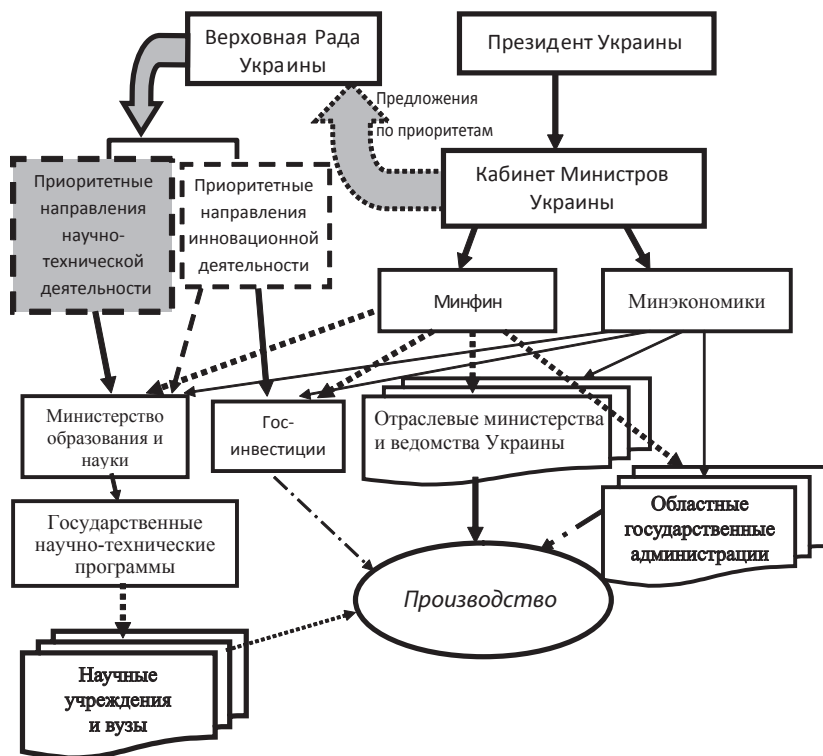 Верховная Рада
Украины
Президент Украины
Предложения
по приоритетам
Кабинет Министров
Украины
Приоритетные
направления
научно-
технической
деятельности
Приоритетные
направления
инновационной
деятельности
Минфин
Минэкономики
Министерство
образования и
науки
Гос-
инвестиции
Отраслевые министерства
и ведомства Украины
Областные
государственные
администрации
Государственные
научно-технические
программы
Производство
Научные
учреждения
и вузы